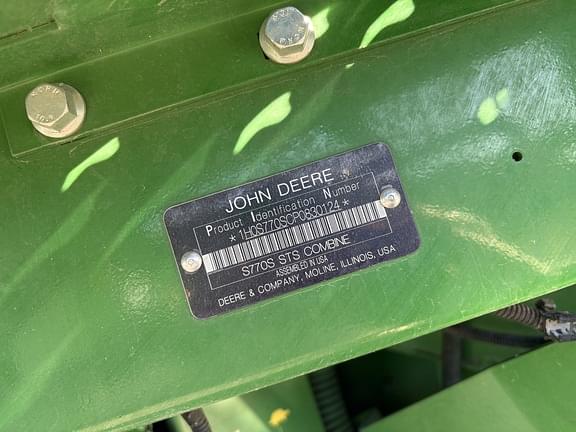 JOHN DEERE
Product Identification Number
*1H0S770SCP0830124*
S770S STS COMBINE
ASSEMBLED IN USA
DEERE & COMPANY, MOLINE, ILLINOIS, USA